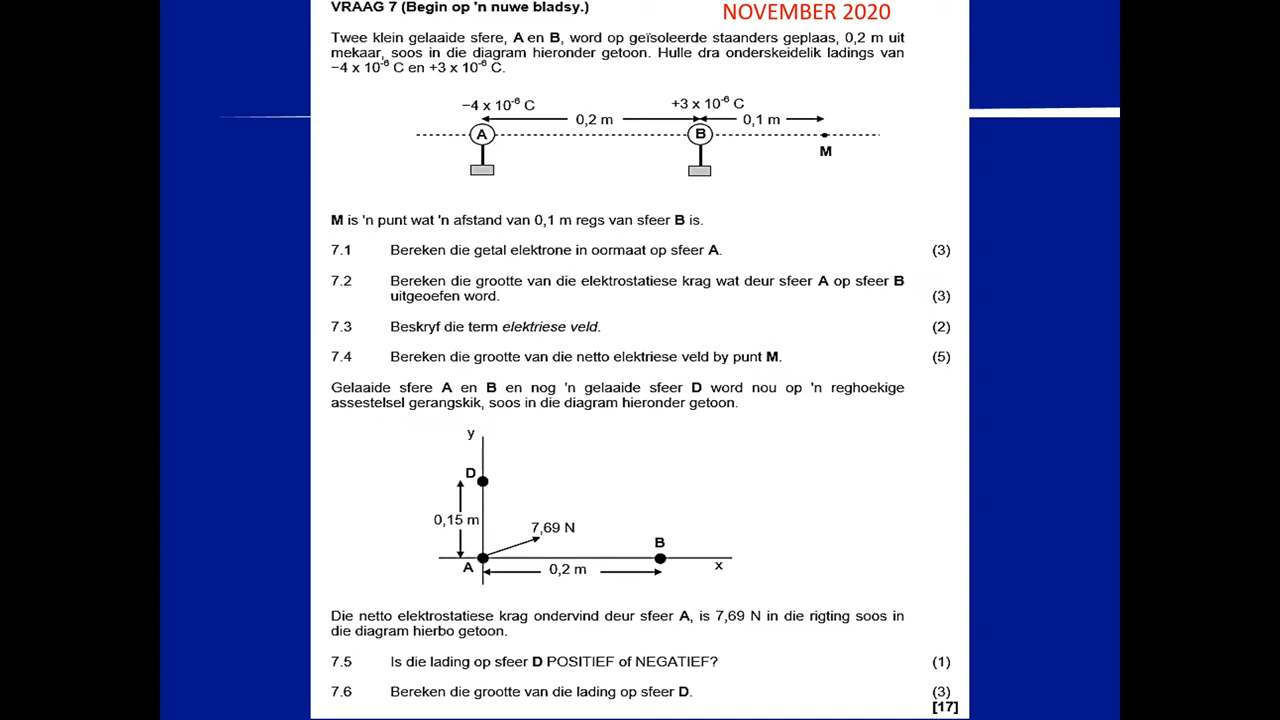 VRAAG 7 (Begin op 'n nuwe bladsy.)
NOVEMBER 2020
Twee klein gelaaide sfere, A en B, word op geïsoleerde staanders geplaas, 0,2 m uit
mekaar, soos in die diagram hieronder getoon. Hulle dra onderskeidelik ladings van
−4 x 10⁻⁶ C en +3 x 10⁻⁶ C.
−4 x 10⁻⁶ C
+3 x 10⁻⁶ C
0,2 m
0,1 m
A
B
M
M is 'n punt wat 'n afstand van 0,1 m regs van sfeer B is.
7.1 Bereken die getal elektrone in oormaat op sfeer A. (3)
7.2 Bereken die grootte van die elektrostatiese krag wat deur sfeer A op sfeer B
uitgeoefen word. (3)
7.3 Beskryf die term elektriese veld. (2)
7.4 Bereken die grootte van die netto elektriese veld by punt M. (5)
Gelaaide sfere A en B en nog 'n gelaaide sfeer D word nou op 'n reghoekige
assestelsel gerangskik, soos in die diagram hieronder getoon.
y
D
0,15 m
7,69 N
B
A
0,2 m
x
Die netto elektrostatiese krag ondervind deur sfeer A, is 7,69 N in die rigting soos in
die diagram hierbo getoon.
7.5 Is die lading op sfeer D POSITIEF of NEGATIEF? (1)
7.6 Bereken die grootte van die lading op sfeer D. (3)
[17]